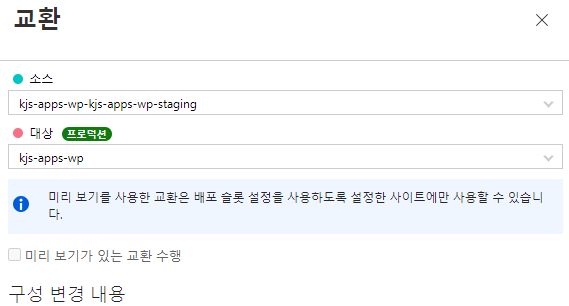 교환
소스
kjs-apps-wp-kjs-apps-wp-staging
대상 프로덕션
kjs-apps-wp
미리 보기를 사용한 교환은 배포 슬롯 설정을 사용하도록 설정한 사이트에만 사용할 수 있습니
다.
미리 보기가 있는 교환 수행
구성 변경 내용